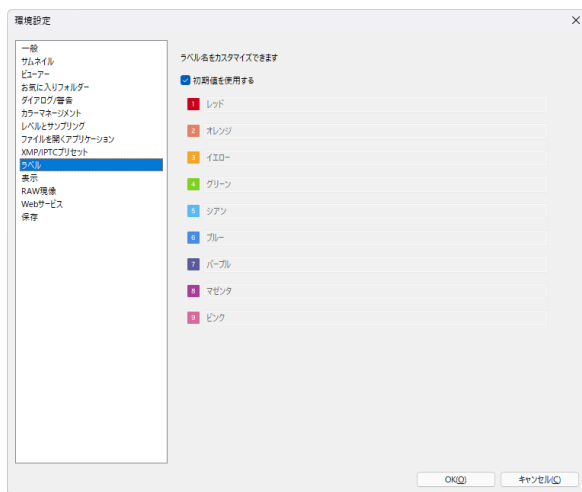 環境設定
一般
サムネイル
ビューアー
お気に入りフォルダー
ダイアログ/警告
カラーマネージメント
レベルとサンプリング
ファイルを開くアプリケーション
XMP/IPTCプリセット
ラベル
表示
RAW現像
Webサービス
保存
ラベル名をカスタマイズできます
初期値を使用する
1 レッド
2 オレンジ
3 イエロー
4 グリーン
5 シアン
6 ブルー
7 パープル
8 マゼンタ
9 ピンク
OK(O) キャンセル(C)